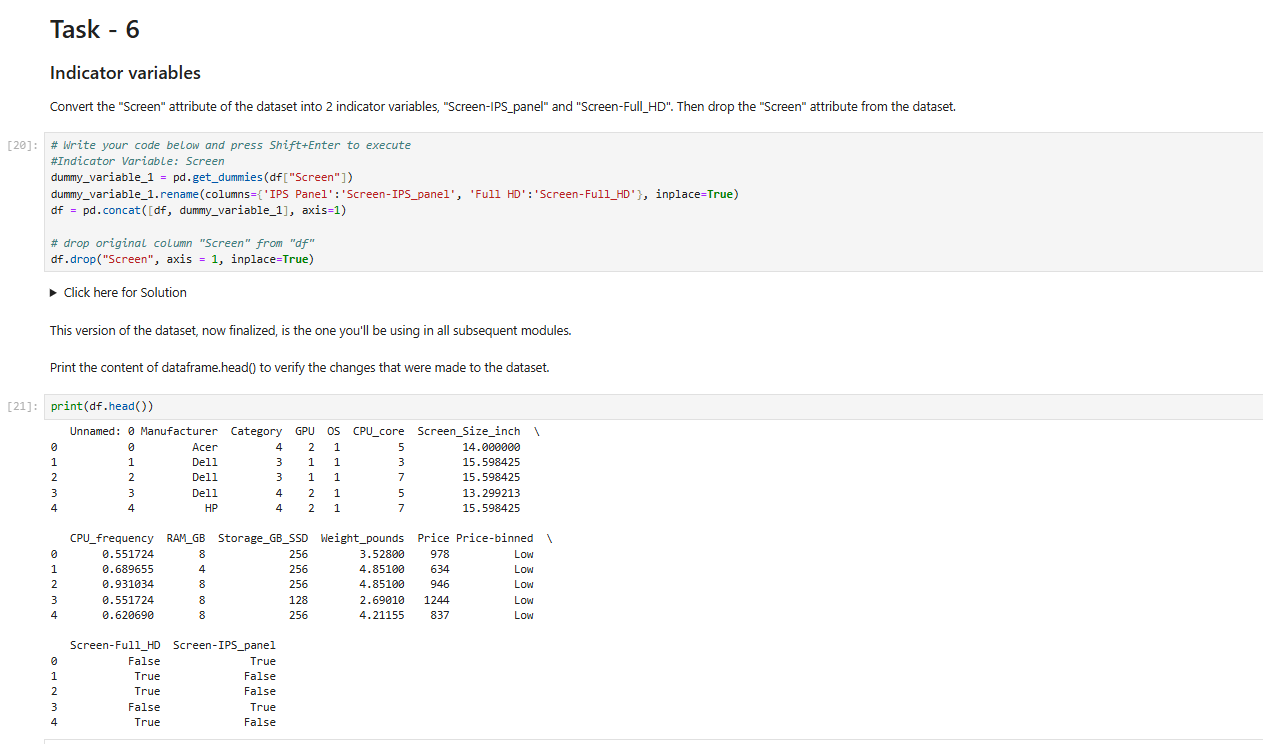 Task - 6
Indicator variables
Convert the "Screen" attribute of the dataset into 2 indicator variables, "Screen-IPS_panel" and "Screen-Full_HD". Then drop the "Screen" attribute from the dataset.
[20]: # Write your code below and press Shift+Enter to execute
#Indicator Variable: Screen
dummy_variable_1 = pd.get_dummies(df["Screen"])
dummy_variable_1.rename(columns={'IPS Panel':'Screen-IPS_panel', 'Full HD':'Screen-Full_HD'}, inplace=True)
df = pd.concat([df, dummy_variable_1], axis=1)
# drop original column "Screen" from "df"
df.drop("Screen", axis = 1, inplace=True)
▶ Click here for Solution
This version of the dataset, now finalized, is the one you'll be using in all subsequent modules.
Print the content of dataframe.head() to verify the changes that were made to the dataset.
[21]: print(df.head())
Unnamed: 0 Manufacturer Category GPU OS CPU_core Screen_Size_inch \
0 0 Acer 4 2 1 5 14.000000
1 1 Dell 3 1 1 3 15.598425
2 2 Dell 3 1 1 7 15.598425
3 3 Dell 4 2 1 5 13.299213
4 4 HP 4 2 1 7 15.598425
CPU_frequency RAM_GB Storage_GB_SSD Weight_pounds Price Price-binned \
0 0.551724 8 256 3.52800 978 Low
1 0.689655 4 256 4.85100 634 Low
2 0.931034 8 256 4.85100 946 Low
3 0.551724 8 128 2.69010 1244 Low
4 0.620690 8 256 4.21155 837 Low
Screen-Full_HD Screen-IPS_panel
0 False True
1 True False
2 True False
3 False True
4 True False